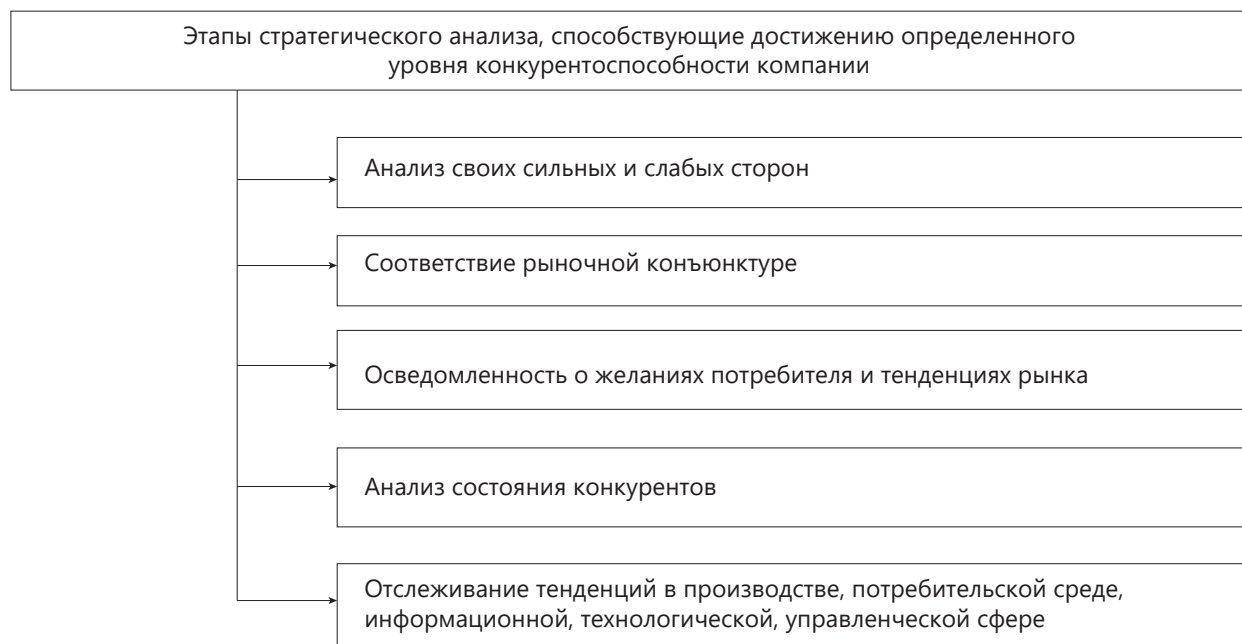 Этапы стратегического анализа, способствующие достижению определенного
уровня конкурентоспособности компании
Анализ своих сильных и слабых сторон
Соответствие рыночной конъюнктуре
Осведомленность о желаниях потребителя и тенденциях рынка
Анализ состояния конкурентов
Отслеживание тенденций в производстве, потребительской среде,
информационной, технологической, управленческой сфере